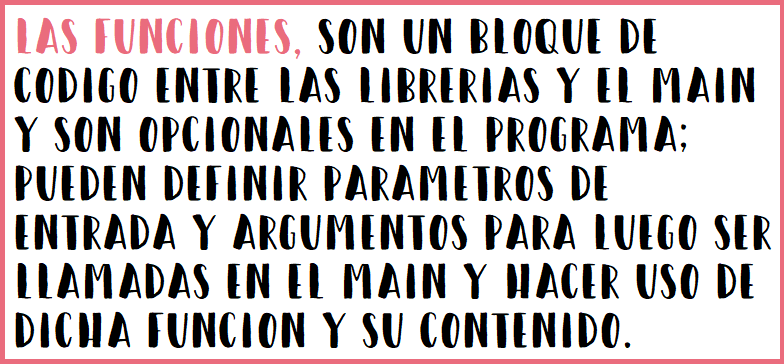 LAS FUNCIONES, SON UN BLOQUE DE
CODIGO ENTRE LAS LIBRERIAS Y EL MAIN
Y SON OPCIONALES EN EL PROGRAMA;
PUEDEN DEFINIR PARAMETROS DE
ENTRADA Y ARGUMENTOS PARA LUEGO SER
LLAMADAS EN EL MAIN Y HACER USO DE
DICHA FUNCION Y SU CONTENIDO.